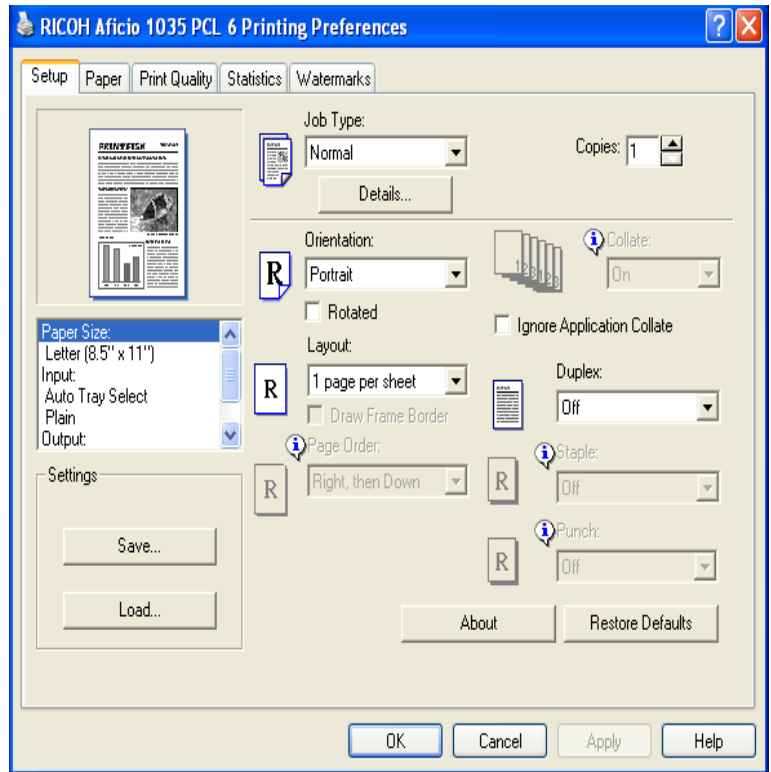 RICOH Aficio 1035 PCL 6 Printing Preferences
Setup Paper Print Quality Statistics Watermarks
Job Type:
Normal
Copies: 1
Details...
Orientation:
Portrait
Rotated
Collate:
On
Ignore Application Collate
Layout:
1 page per sheet
Draw Frame Border
Duplex:
Off
Page Order:
Right, then Down
Staple:
Off
Punch:
Off
PRINTFISH
Paper Size:
Letter (8.5" x 11")
Input:
Auto Tray Select
Plain
Output:
Settings
Save...
Load...
About
Restore Defaults
OK Cancel Apply Help
R
R
R
R
R
123123